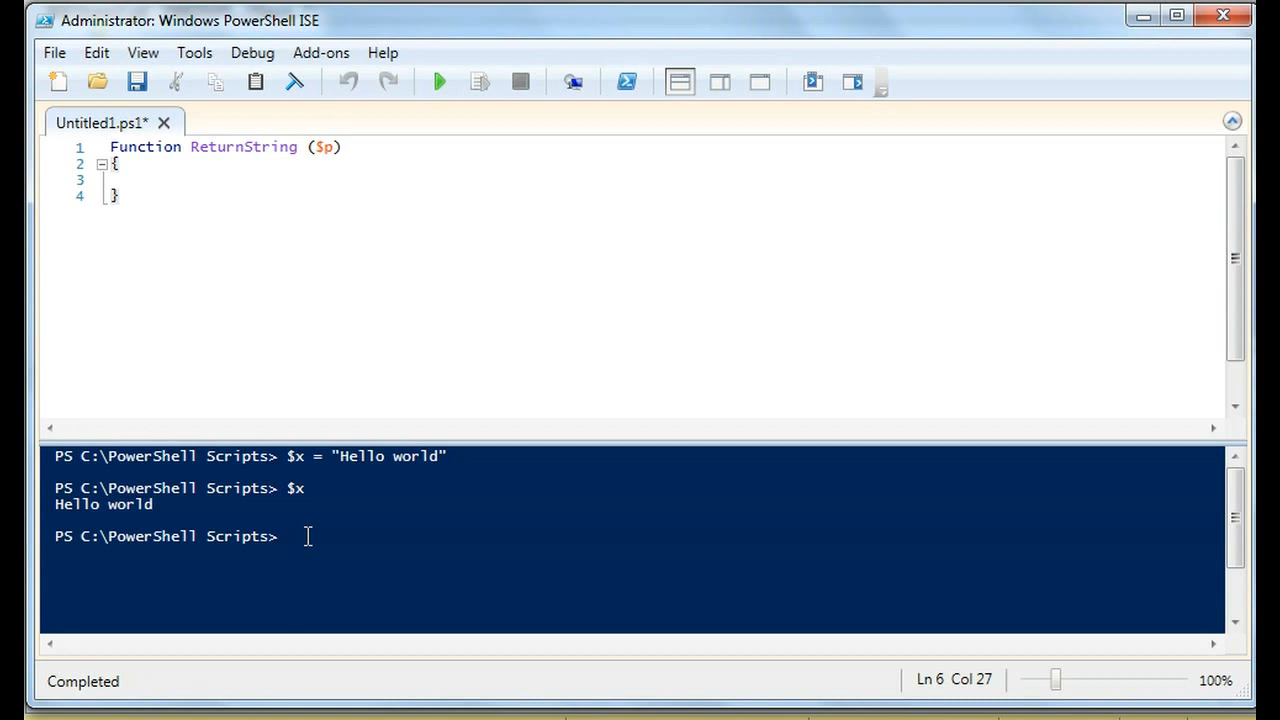 Administrator: Windows PowerShell ISE
File Edit View Tools Debug Add-ons Help
Untitled1.ps1*
1 Function ReturnString ($p)
2 {
3
4 }
PS C:\PowerShell Scripts> $x = "Hello world"
PS C:\PowerShell Scripts> $x
Hello world
PS C:\PowerShell Scripts>
Completed Ln 6 Col 27 100%